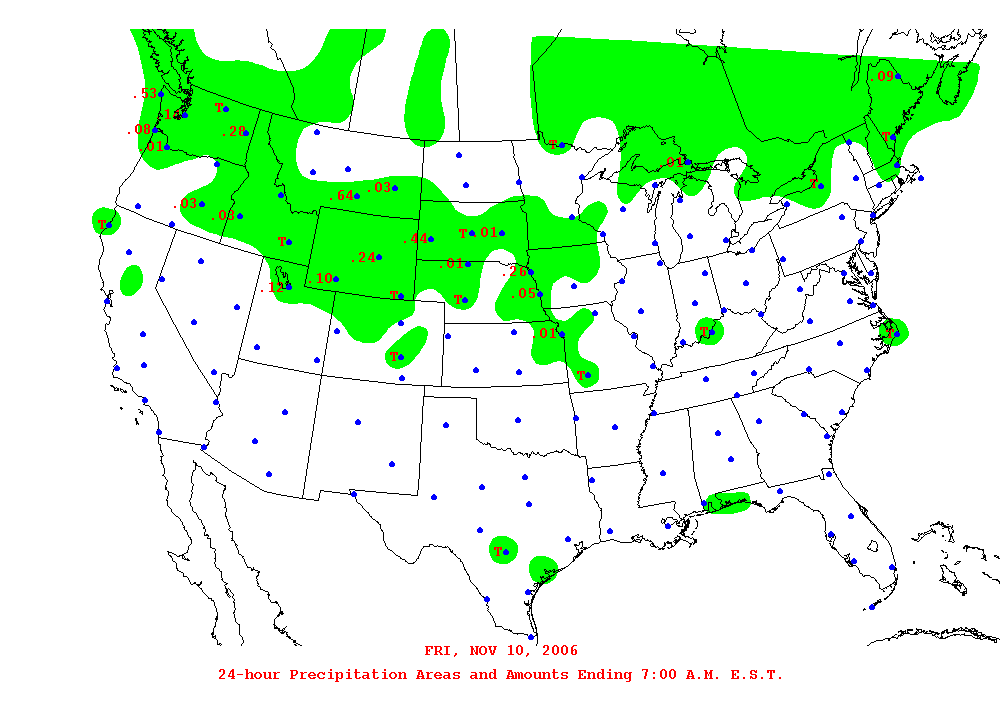 .09
.53
T
.14
.08
.28
T
.01
T
.01
.03
T
.64
.03
.03
T
T
.01
.44
T
.24
.01
.26
.10
.12
T
T
.05
T
T
.01
T
T
T
FRI, NOV 10, 2006
24-hour Precipitation Areas and Amounts Ending 7:00 A.M. E.S.T.